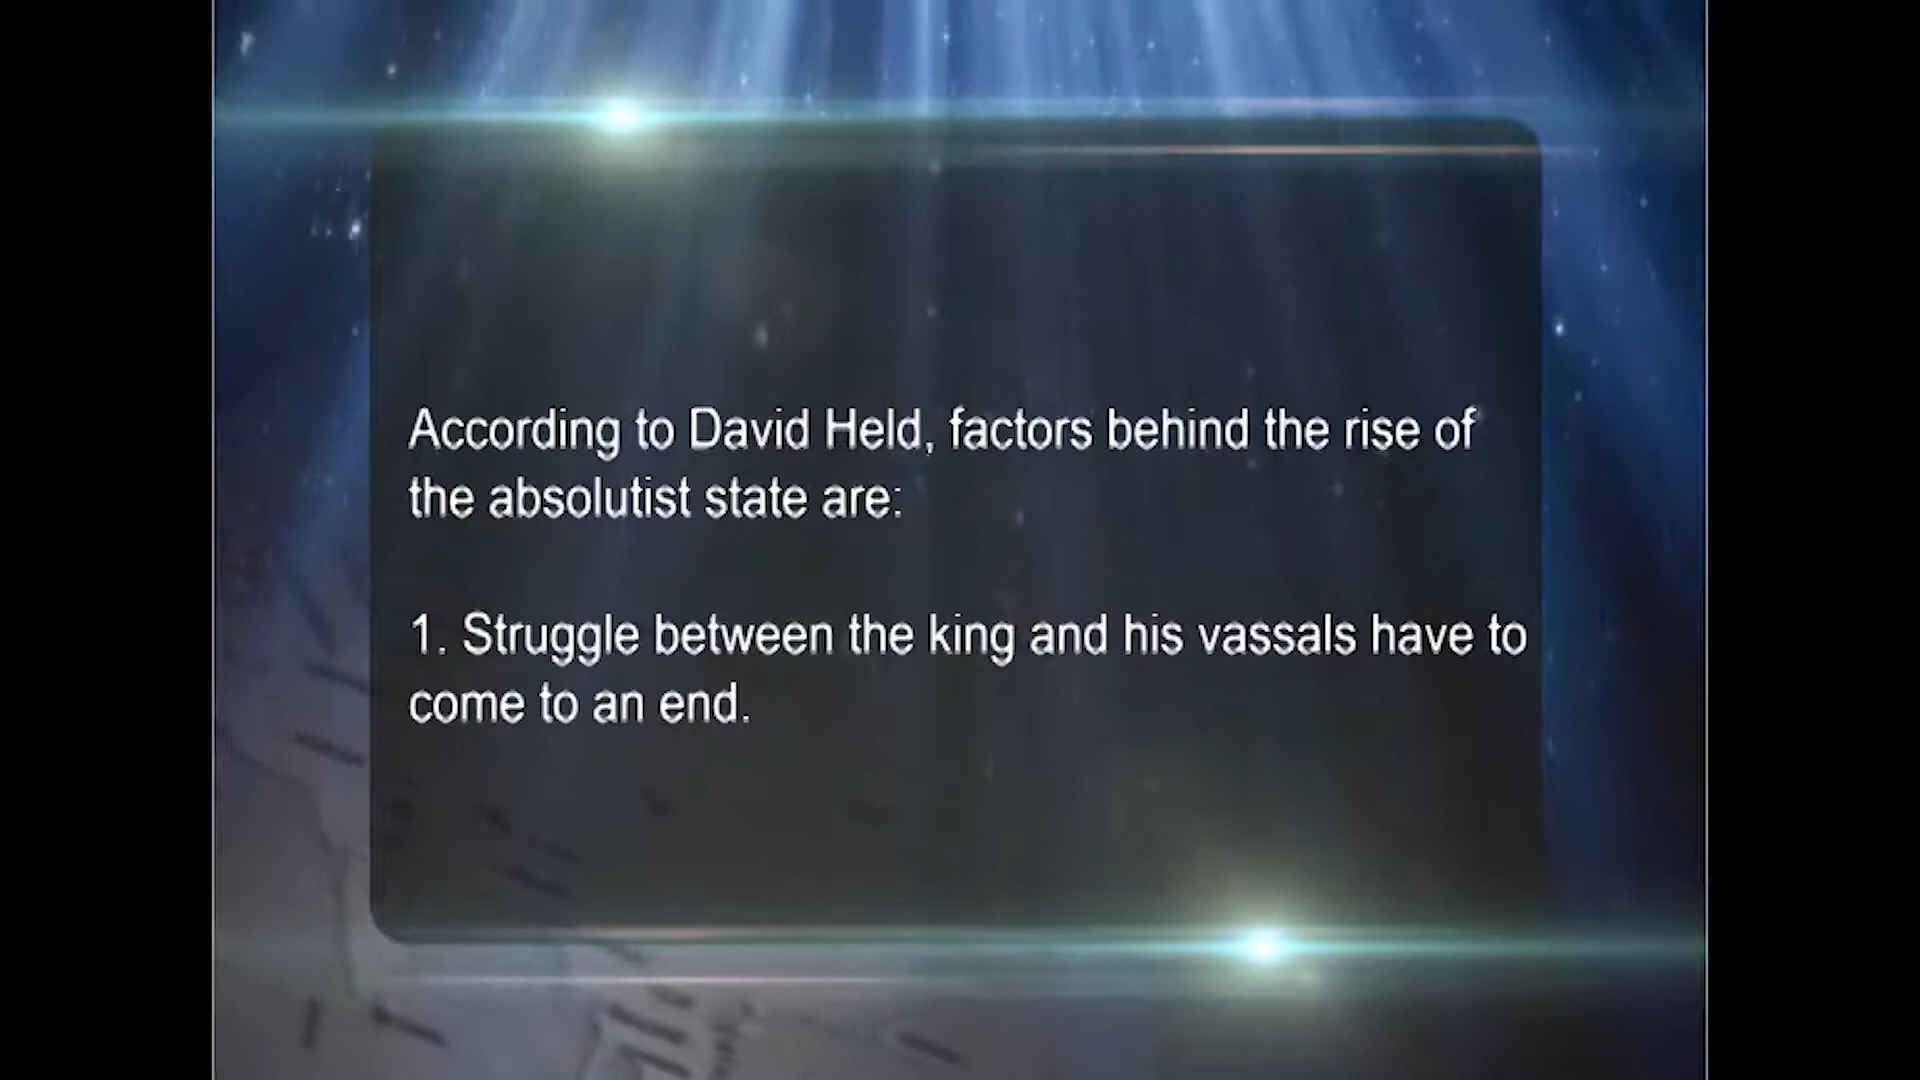 According to David Held, factors behind the rise of
the absolutist state are:
1. Struggle between the king and his vassals have to
come to an end.